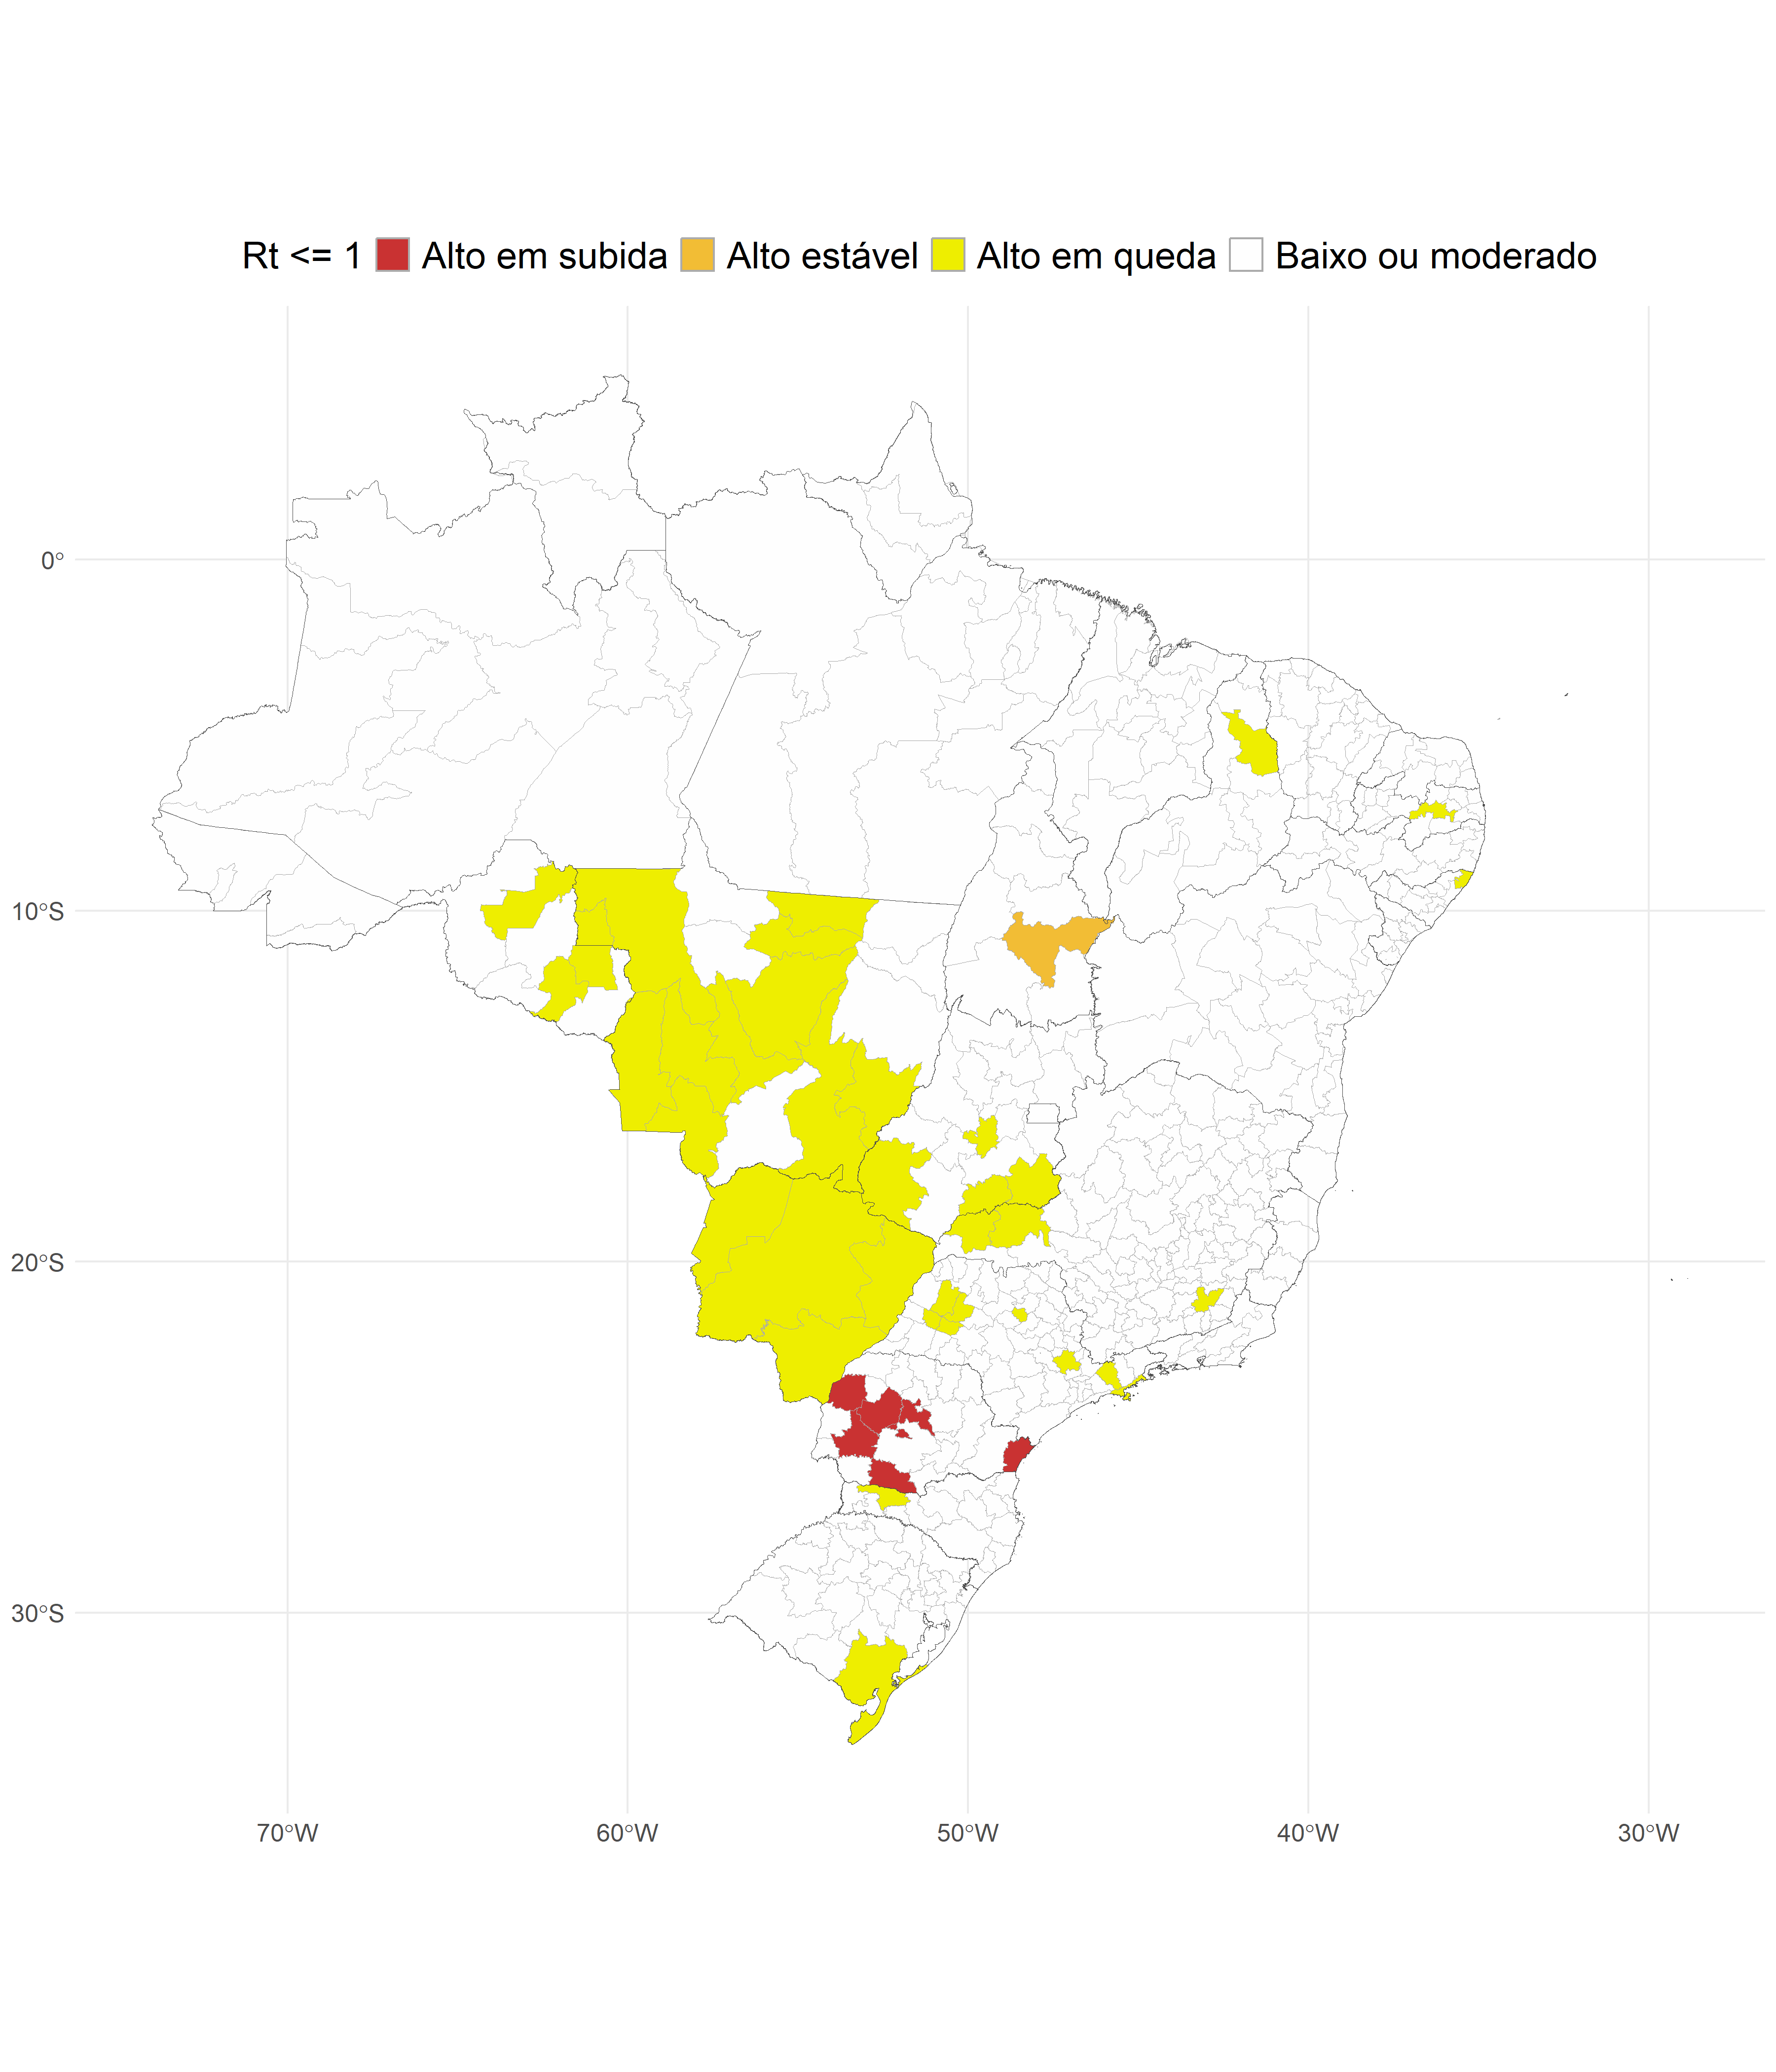 Rt <= 1 Alto em subida Alto estável Alto em queda Baixo ou moderado
0°
10°S
20°S
30°S
70°W 60°W 50°W 40°W 30°W